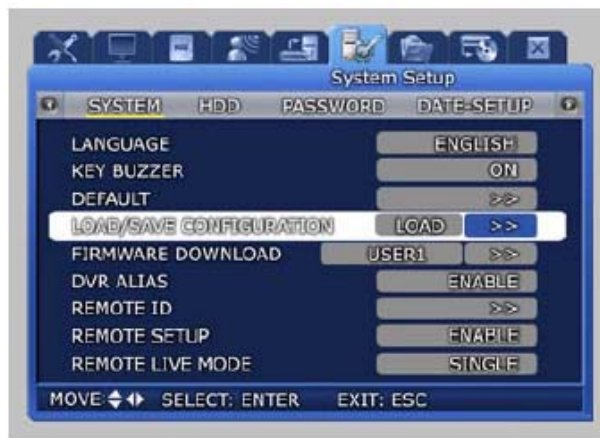 System Setup
SYSTEM HDD PASSWORD DATE-SETUP
LANGUAGE ENGLISH
KEY BUZZER ON
DEFAULT >>
LOAD/SAVE CONFIGURATION LOAD >>
FIRMWARE DOWNLOAD USER1 >>
DVR ALIAS ENABLE
REMOTE ID >>
REMOTE SETUP ENABLE
REMOTE LIVE MODE SINGLE
MOVE SELECT: ENTER EXIT: ESC